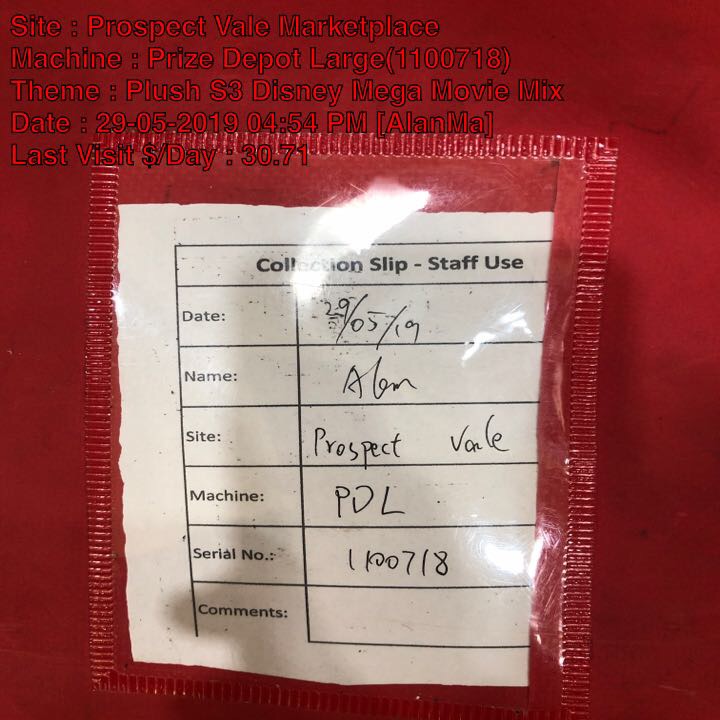 Site : Prospect Vale Marketplace
Machine : Prize Depot Large(1100718)
Theme : Plush S3 Disney Mega Movie Mix
Date : 29-05-2019 04:54 PM [AlanMa]
Last Visit $/Day : 30.71
Collection Slip - Staff Use
Date: 29/05/19
Name: Alan
Site: Prospect Vale
Machine: PDL
Serial No.: 1100718
Comments: